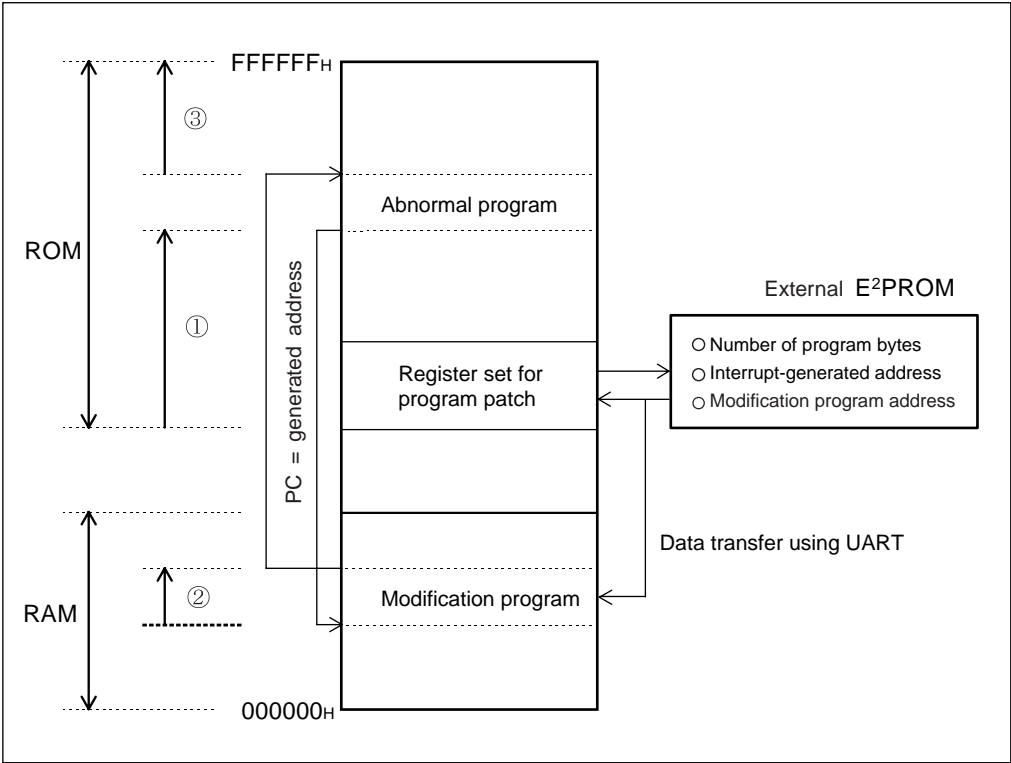 FFFFFFH
③
Abnormal program
ROM
①
PC = generated address
Register set for
program patch
External E²PROM
○ Number of program bytes
○ Interrupt-generated address
○ Modification program address
Data transfer using UART
②
RAM
Modification program
000000H